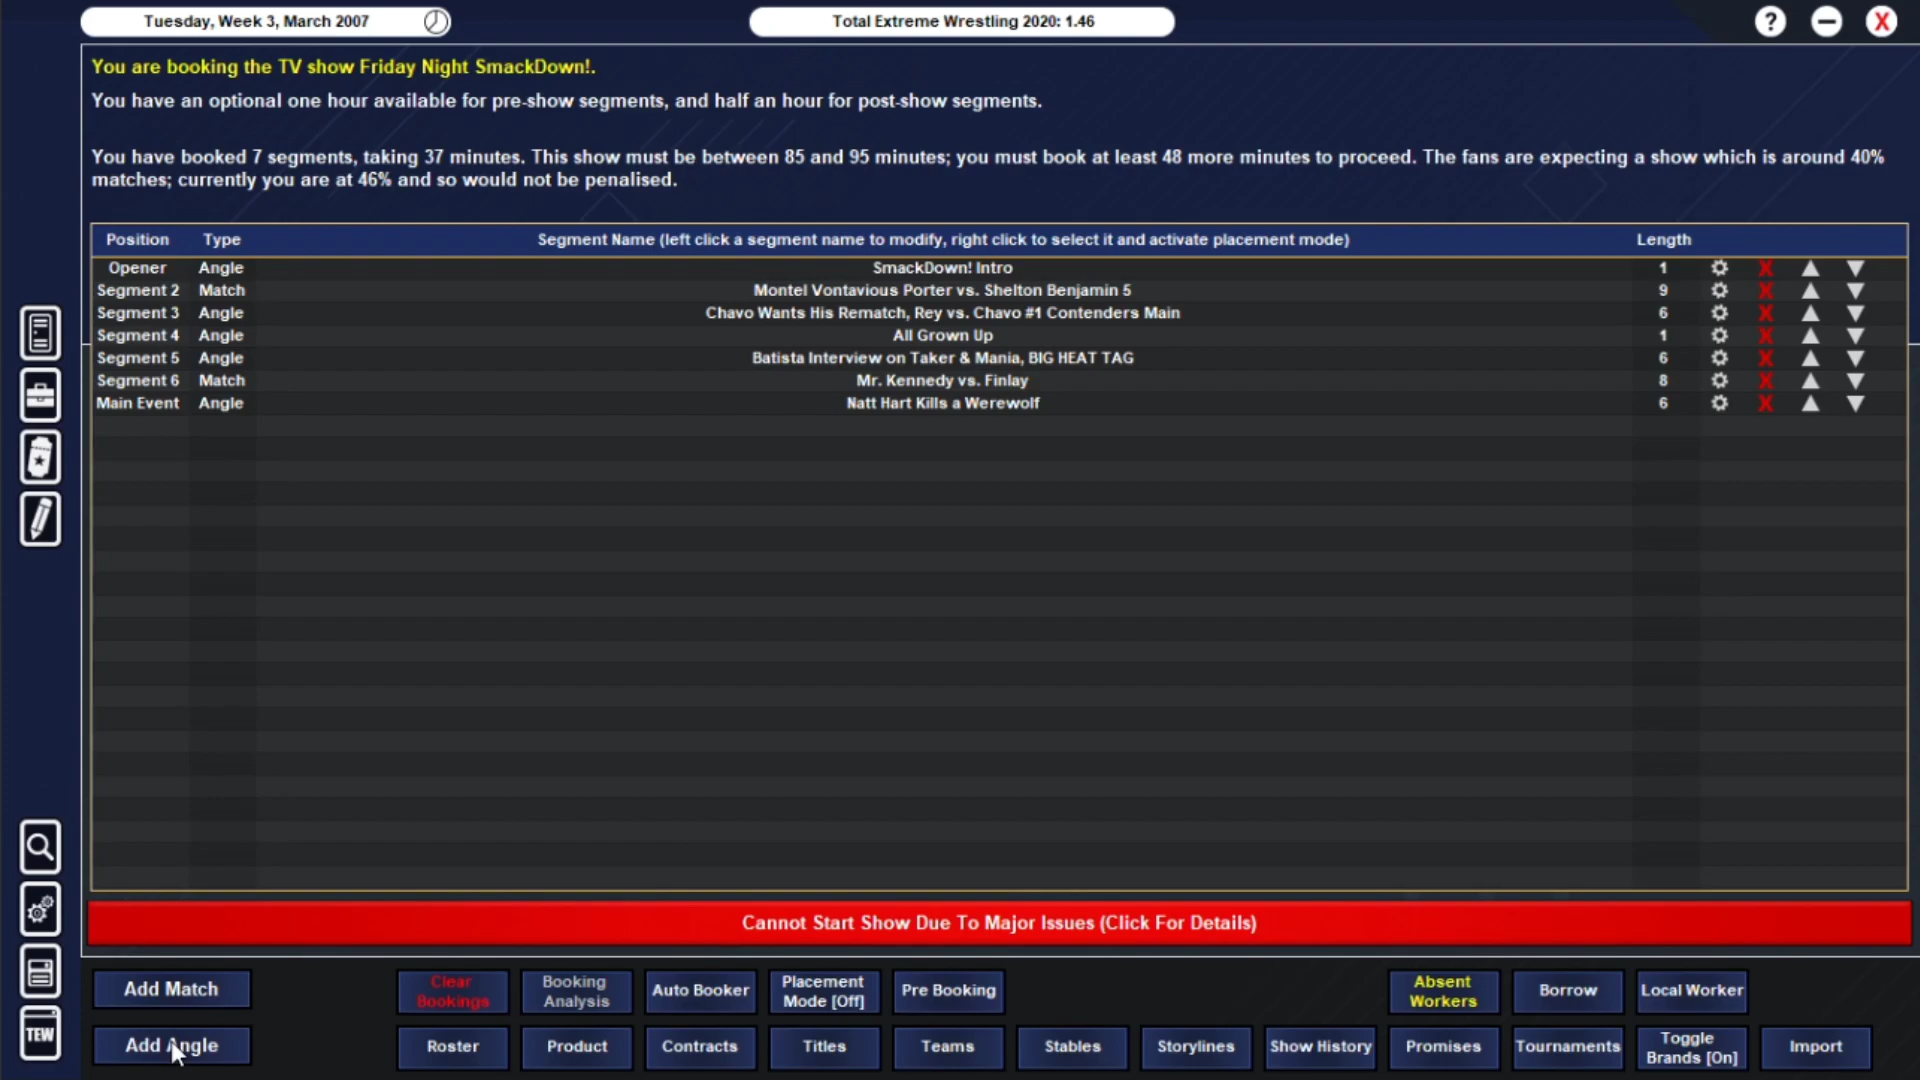 Tuesday, Week 3, March 2007
Total Extreme Wrestling 2020: 1.46
?
X
You are booking the TV show Friday Night SmackDown!.
You have an optional one hour available for pre-show segments, and half an hour for post-show segments.
You have booked 7 segments, taking 37 minutes. This show must be between 85 and 95 minutes; you must book at least 48 more minutes to proceed. The fans are expecting a show which is around 40%
matches; currently you are at 46% and so would not be penalised.
Position Type Segment Name (left click a segment name to modify, right click to select it and activate placement mode) Length
Opener Angle SmackDown! Intro 1 X
Segment 2 Match Montel Vontavious Porter vs. Shelton Benjamin 5 9 X
Segment 3 Angle Chavo Wants His Rematch, Rey vs. Chavo #1 Contenders Main 6 X
Segment 4 Angle All Grown Up 1 X
Segment 5 Angle Batista Interview on Taker & Mania, BIG HEAT TAG 6 X
Segment 6 Match Mr. Kennedy vs. Finlay 8 X
Main Event Angle Natt Hart Kills a Werewolf 6 X
Cannot Start Show Due To Major Issues (Click For Details)
Add Match
Clear
Bookings
Booking
Analysis
Auto Booker
Placement
Mode [Off]
Pre Booking
Absent
Workers
Borrow
Local Worker
TEW
Add Angle
Roster
Product
Contracts
Titles
Teams
Stables
Storylines
Show History
Promises
Tournaments
Toggle
Brands [On]
Import